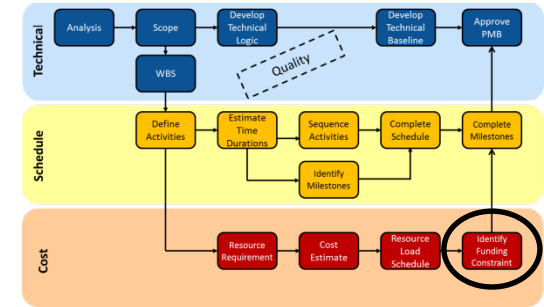 Technical
Analysis
Scope
Develop
Technical
Logic
Develop
Technical
Baseline
Approve
PMB
WBS
Quality
Schedule
Define
Activities
Estimate
Time
Durations
Sequence
Activities
Complete
Schedule
Complete
Milestones
Identify
Milestones
Cost
Resource
Requirement
Cost
Estimate
Resource
Load
Schedule
Identify
Funding
Constraint